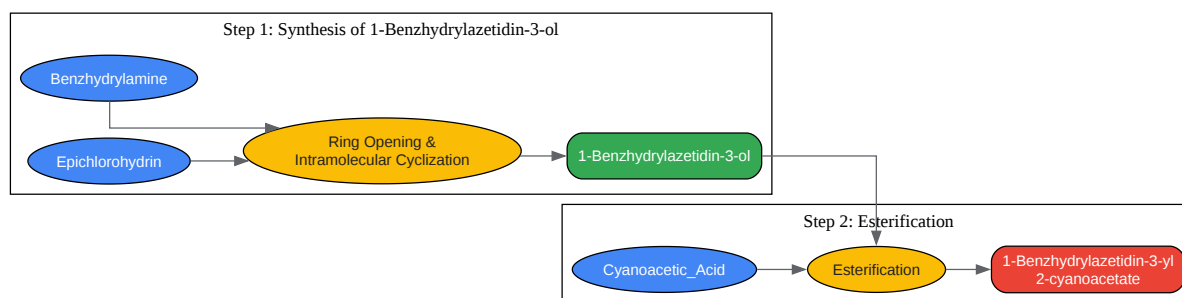 Step 1: Synthesis of 1-Benzhydrylazetidin-3-ol
Benzhydrylamine
Epichlorohydrin
Ring Opening &
Intramolecular Cyclization
1-Benzhydrylazetidin-3-ol
Step 2: Esterification
Cyanoacetic_Acid
Esterification
1-Benzhydrylazetidin-3-yl
2-cyanoacetate